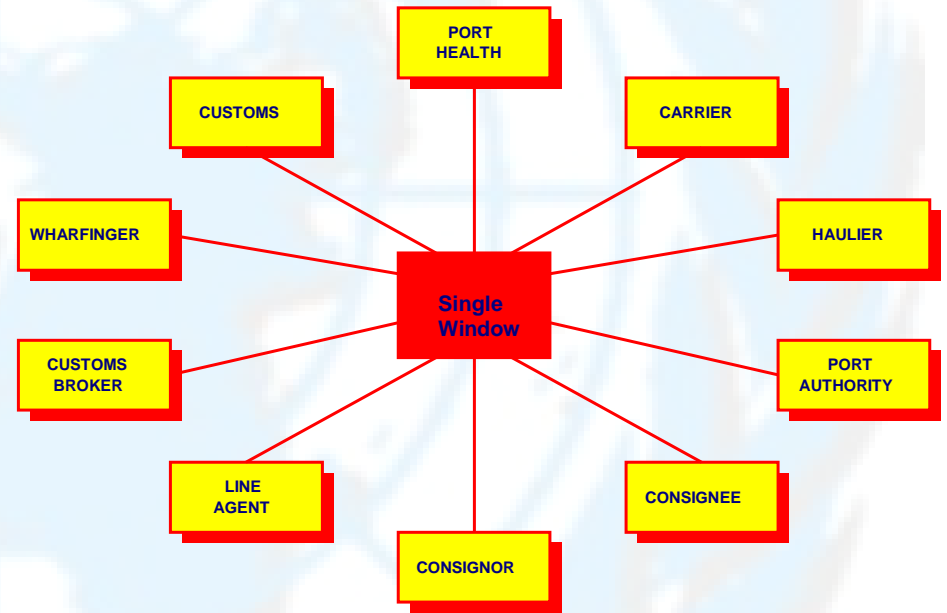 PORT
HEALTH
CUSTOMS
CARRIER
WHARFINGER
HAULIER
Single
Window
CUSTOMS
BROKER
PORT
AUTHORITY
LINE
AGENT
CONSIGNEE
CONSIGNOR